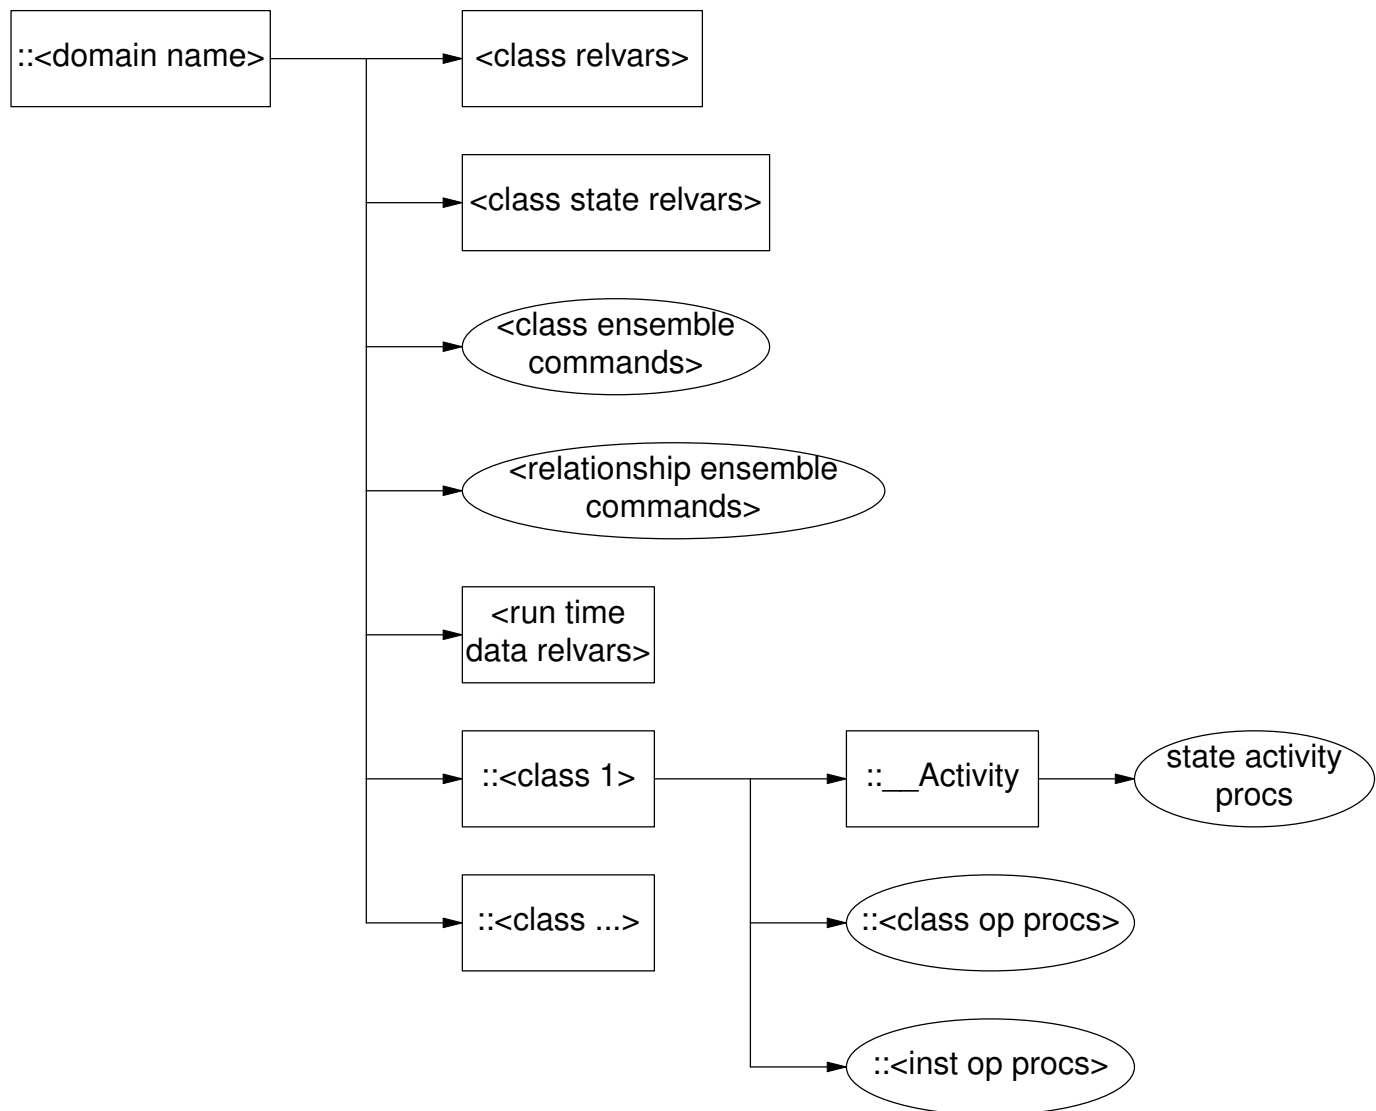 ::<domain name>
<class relvars>
<class state relvars>
<class ensemble
commands>
<relationship ensemble
commands>
<run time
data relvars>
::<class 1>
::__Activity
state activity
procs
::<class ...>
::<class op procs>
::<inst op procs>